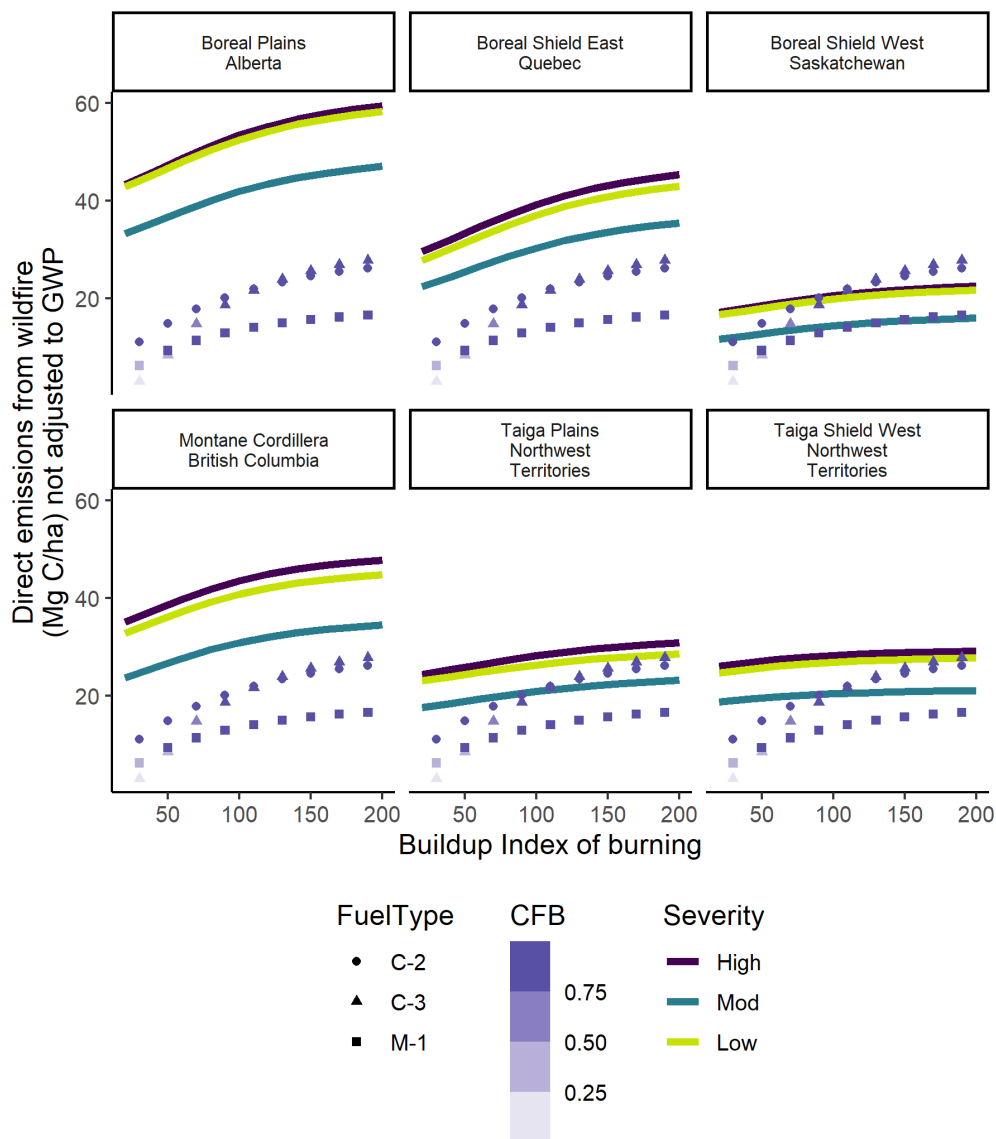 Boreal Plains
Alberta
Boreal Shield East
Quebec
Boreal Shield West
Saskatchewan
60
40
20
Direct emissions from wildfire
(Mg C/ha) not adjusted to GWP
Montane Cordillera
British Columbia
Taiga Plains
Northwest
Territories
Taiga Shield West
Northwest
Territories
60
40
20
50 100 150 200
50 100 150 200
50 100 150 200
Buildup Index of burning
FuelType
C-2
C-3
M-1
CFB
0.75
0.50
0.25
Severity
High
Mod
Low